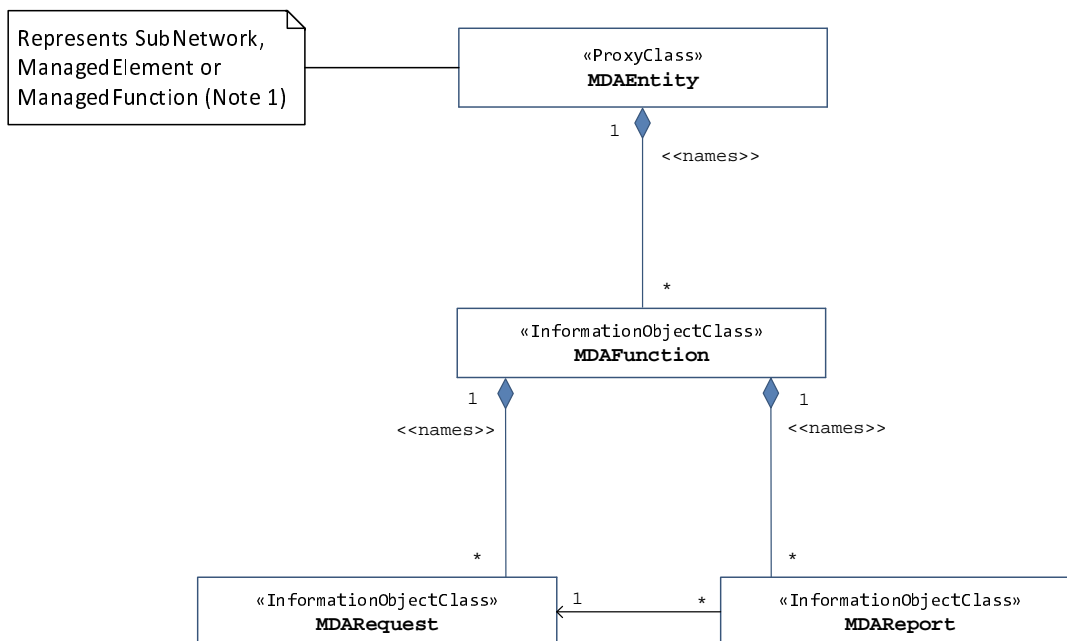 Represents SubNetwork,
ManagedElement or
ManagedFunction (Note 1)
«ProxyClass»
MDAEntity
1
<<names>>
*
«InformationObjectClass»
MDAFunction
1
<<names>>
1
<<names>>
*
*
«InformationObjectClass»
MDARequest
1
*
«InformationObjectClass»
MDAReport